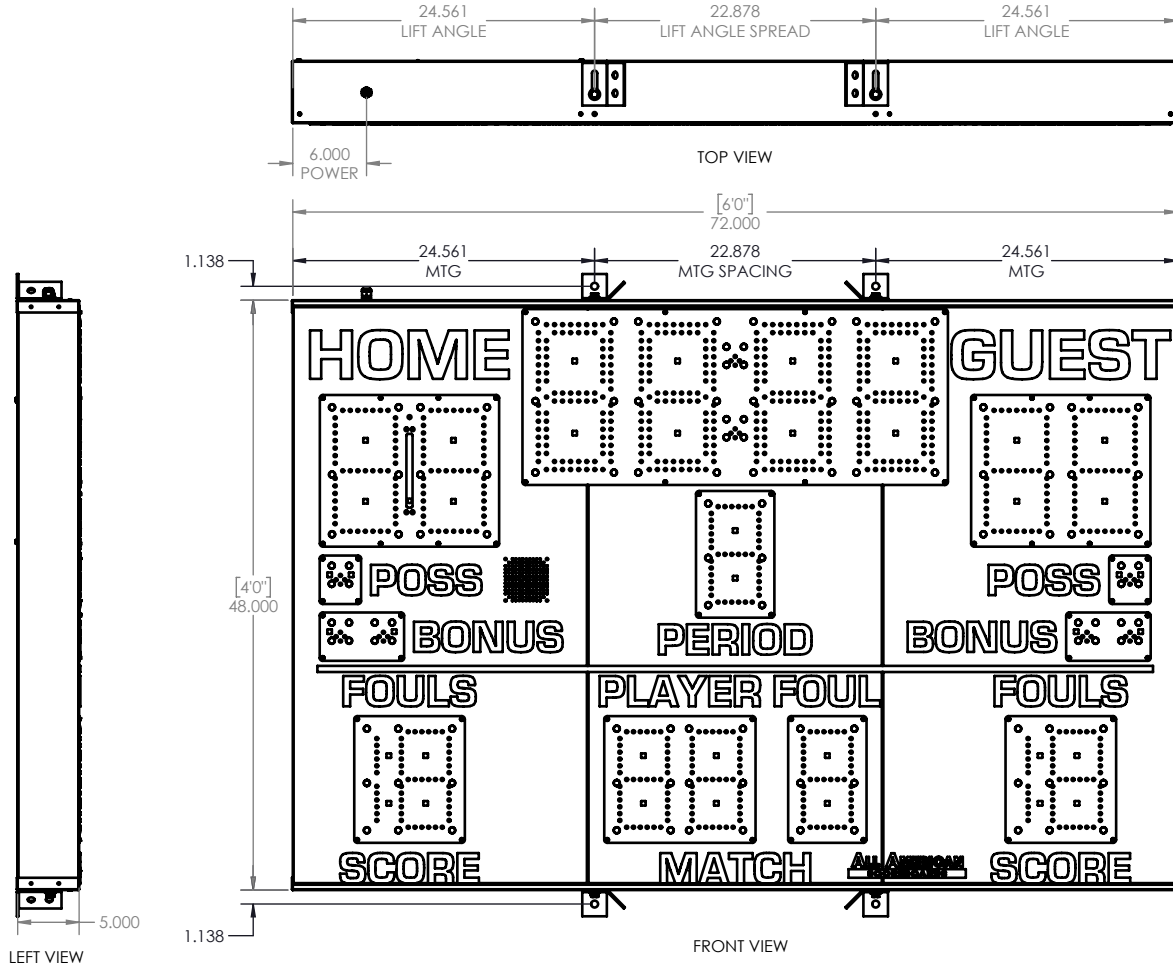 24.561
LIFT ANGLE
22.878
LIFT ANGLE SPREAD
24.561
LIFT ANGLE
6.000
POWER
TOP VIEW
[6'0"]
72.000
1.138
24.561
MTG
22.878
MTG SPACING
24.561
MTG
HOME
GUEST
[4'0"]
48.000
POSS
POSS
BONUS
PERIOD
BONUS
FOULS
PLAYER FOUL
FOULS
SCORE
MATCH
ALL AMERICAN
SCORE
5.000
1.138
LEFT VIEW
FRONT VIEW